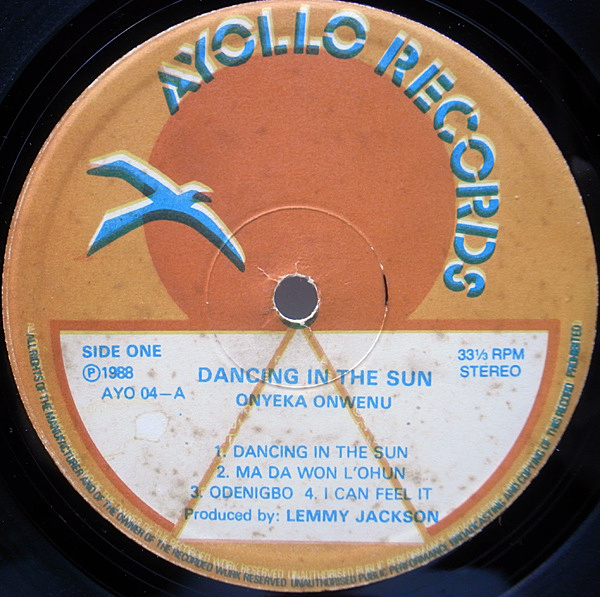 AYOLLO RECORDS
SIDE ONE
℗1988
AYO 04-A
33⅓ RPM
STEREO
DANCING IN THE SUN
ONYEKA ONWENU
1. DANCING IN THE SUN
2. MA DA WON L'OHUN
3. ODENIGBO 4. I CAN FEEL IT
Produced by: LEMMY JACKSON
ALL RIGHTS OF THE MANUFACTURER AND OF THE OWNER OF THE RECORDED WORK RESERVED UNAUTHORISED PUBLIC PERFORMANCE BROADCASTING AND COPYING OF THIS RECORD PROHIBITED